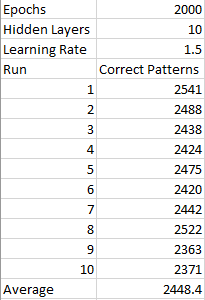 Epochs 2000
Hidden Layers 10
Learning Rate 1.5
Run Correct Patterns
1 2541
2 2488
3 2438
4 2424
5 2475
6 2420
7 2442
8 2522
9 2363
10 2371
Average 2448.4